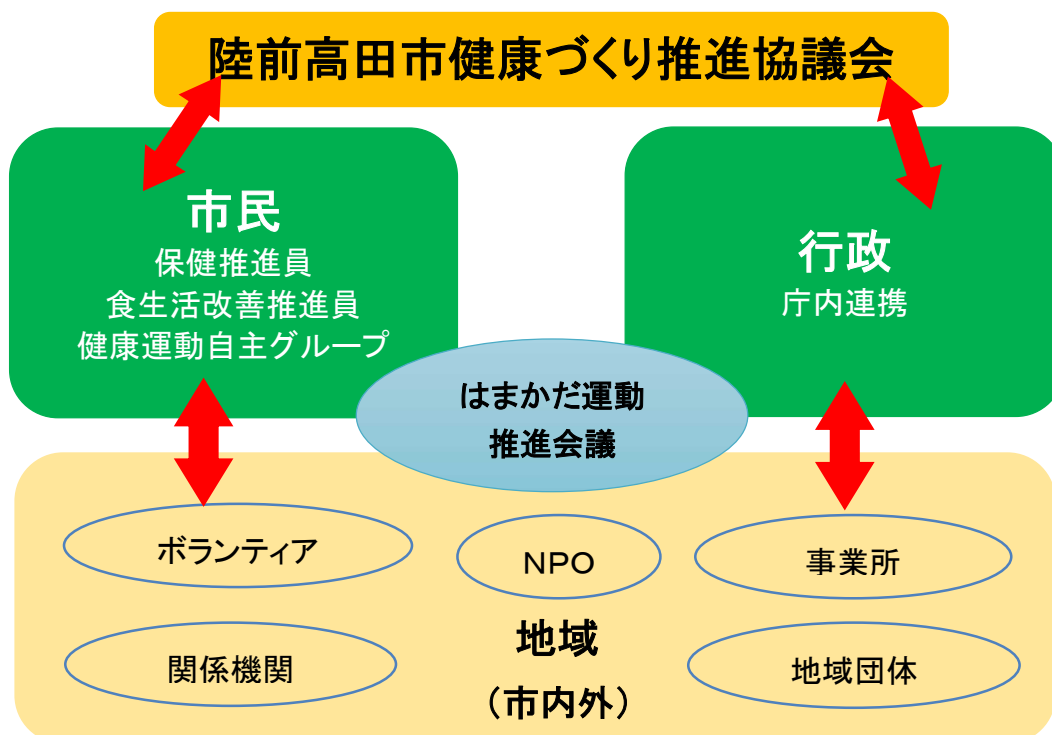 陸前高田市健康づくり推進協議会
市民
保健推進員
食生活改善推進員
健康運動自主グループ
行政
庁内連携
はまかだ運動
推進会議
ボランティア
NPO
事業所
関係機関
地域
（市内外）
地域団体